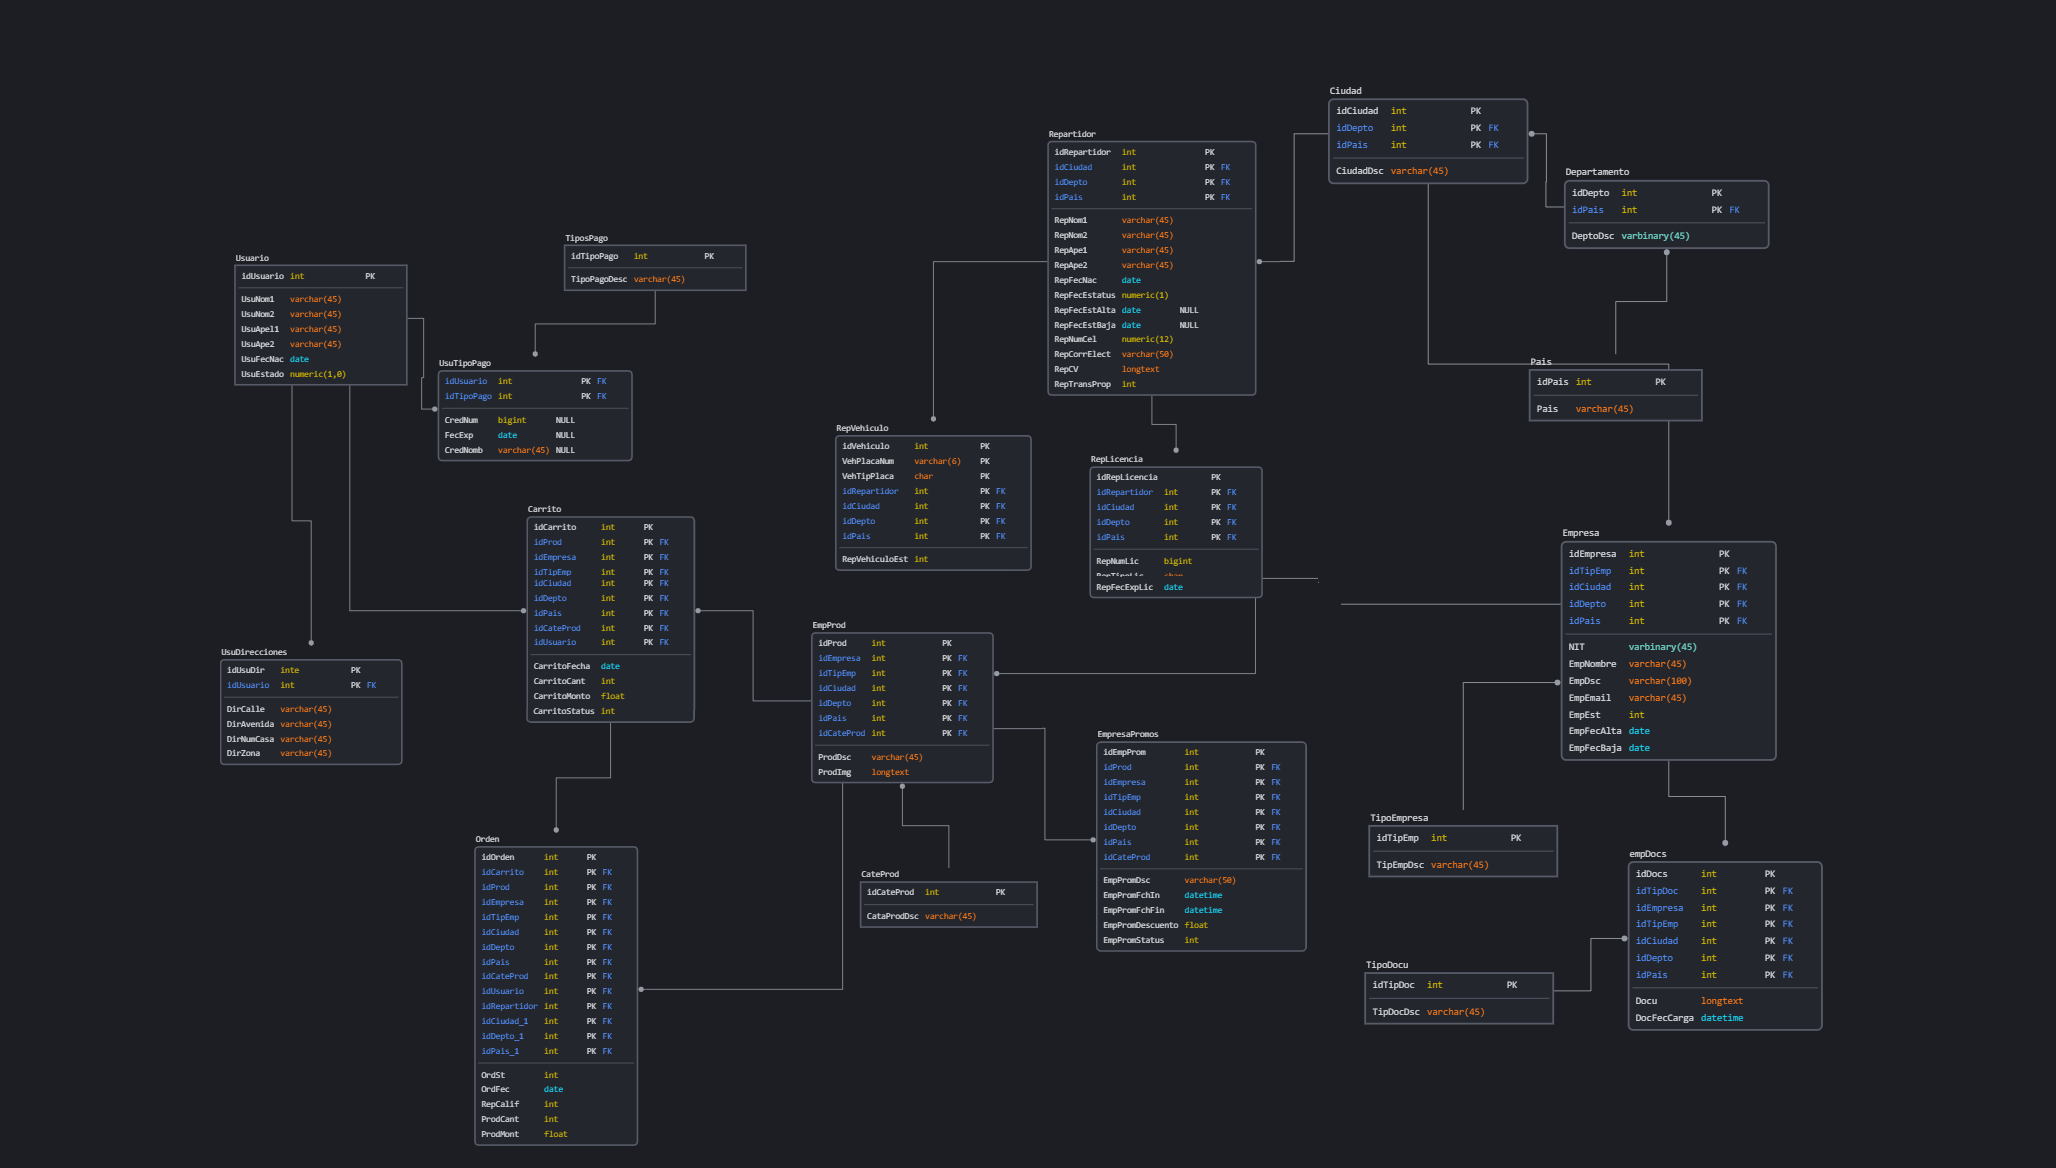 Usuario
idUsuario int PK
UsuNom1 varchar(45)
UsuNom2 varchar(45)
UsuApel1 varchar(45)
UsuApe2 varchar(45)
UsuFecNac date
UsuEstado numeric(1,0)
TiposPago
idTipoPago int PK
TipoPagoDesc varchar(45)
UsuTipoPago
idUsuario int PK FK
idTipoPago int PK FK
CredNum bigint NULL
FecExp date NULL
CredNomb varchar(45) NULL
UsuDirecciones
idUsuDir inte PK
idUsuario int PK FK
DirCalle varchar(45)
DirAvenida varchar(45)
DirNumCasa varchar(45)
DirZona varchar(45)
Carrito
idCarrito int PK
idProd int PK FK
idEmpresa int PK FK
idTipEmp int PK FK
idCiudad int PK FK
idDepto int PK FK
idPais int PK FK
idCateProd int PK FK
idUsuario int PK FK
CarritoFecha date
CarritoCant int
CarritoMonto float
CarritoStatus int
Orden
idOrden int PK
idCarrito int PK FK
idProd int PK FK
idEmpresa int PK FK
idTipEmp int PK FK
idCiudad int PK FK
idDepto int PK FK
idPais int PK FK
idCateProd int PK FK
idUsuario int PK FK
idRepartidor int PK FK
idCiudad_1 int PK FK
idDepto_1 int PK FK
idPais_1 int PK FK
OrdSt int
OrdFec date
RepCalif int
ProdCant int
ProdMont float
Repartidor
idRepartidor int PK
idCiudad int PK FK
idDepto int PK FK
idPais int PK FK
RepNom1 varchar(45)
RepNom2 varchar(45)
RepApe1 varchar(45)
RepApe2 varchar(45)
RepFecNac date
RepFecEstatus numeric(1)
RepFecEstAlta date NULL
RepFecEstBaja date NULL
RepNumCel numeric(12)
RepCorrElect varchar(50)
RepCV longtext
RepTransProp int
RepVehiculo
idVehiculo int PK
VehPlacaNum varchar(6) PK
VehTipPlaca char PK
idRepartidor int PK FK
idCiudad int PK FK
idDepto int PK FK
idPais int PK FK
RepVehiculoEst int
RepLicencia
idRepLicencia PK
idRepartidor int PK FK
idCiudad int PK FK
idDepto int PK FK
idPais int PK FK
RepNumLic bigint
RepFecExpLic date
EmpProd
idProd int PK
idEmpresa int PK FK
idTipEmp int PK FK
idCiudad int PK FK
idDepto int PK FK
idPais int PK FK
idCateProd int PK FK
ProdDsc varchar(45)
ProdImg longtext
CateProd
idCateProd int PK
CataProdDsc varchar(45)
EmpresaPromos
idEmpProm int PK
idProd int PK FK
idEmpresa int PK FK
idTipEmp int PK FK
idCiudad int PK FK
idDepto int PK FK
idPais int PK FK
idCateProd int PK FK
EmpPromDsc varchar(50)
EmpPromFchIn datetime
EmpPromFchFin datetime
EmpPromDescuento float
EmpPromStatus int
Ciudad
idCiudad int PK
idDepto int PK FK
idPais int PK FK
CiudadDsc varchar(45)
Departamento
idDepto int PK
idPais int PK FK
DeptoDsc varbinary(45)
Pais
idPais int PK
Pais varchar(45)
Empresa
idEmpresa int PK
idTipEmp int PK FK
idCiudad int PK FK
idDepto int PK FK
idPais int PK FK
NIT varbinary(45)
EmpNombre varchar(45)
EmpDsc varchar(100)
EmpEmail varchar(45)
EmpEst int
EmpFecAlta date
EmpFecBaja date
TipoEmpresa
idTipEmp int PK
TipEmpDsc varchar(45)
empDocs
idDocs int PK
idTipDoc int PK FK
idEmpresa int PK FK
idTipEmp int PK FK
idCiudad int PK FK
idDepto int PK FK
idPais int PK FK
Docu longtext
DocFecCarga datetime
TipoDocu
idTipDoc int PK
TipDocDsc varchar(45)